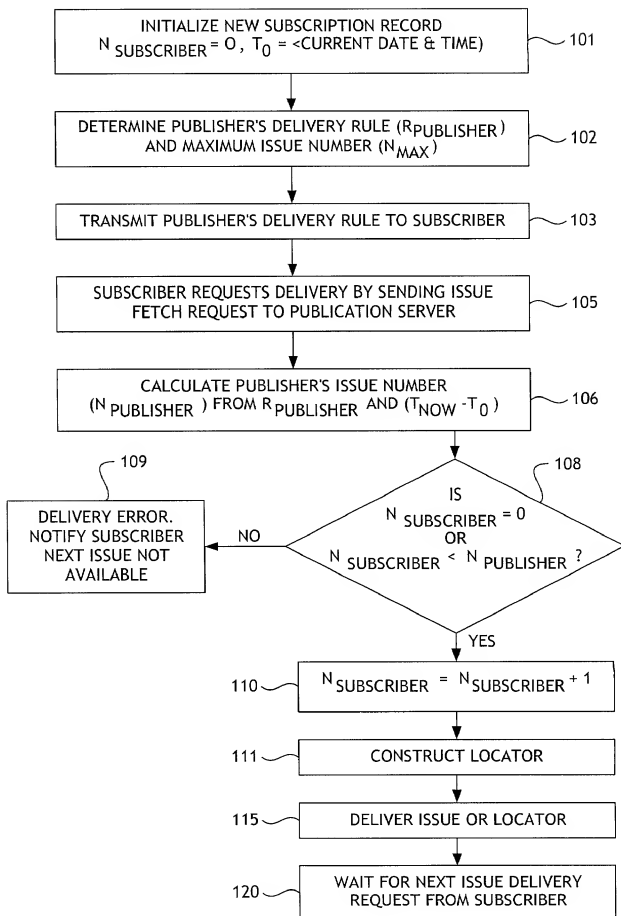 INITIALIZE NEW SUBSCRIPTION RECORD
N SUBSCRIBER = 0 , T0 = <CURRENT DATE & TIME)
101
DETERMINE PUBLISHER'S DELIVERY RULE (RPUBLISHER)
AND MAXIMUM ISSUE NUMBER (NMAX)
102
TRANSMIT PUBLISHER'S DELIVERY RULE TO SUBSCRIBER
103
SUBSCRIBER REQUESTS DELIVERY BY SENDING ISSUE
FETCH REQUEST TO PUBLICATION SERVER
105
CALCULATE PUBLISHER'S ISSUE NUMBER
(N PUBLISHER ) FROM RPUBLISHER AND (TNOW -T0 )
106
109
108
DELIVERY ERROR.
NOTIFY SUBSCRIBER
NEXT ISSUE NOT
AVAILABLE
NO
IS
N SUBSCRIBER = 0
OR
N SUBSCRIBER < N PUBLISHER ?
YES
110
N SUBSCRIBER = N SUBSCRIBER + 1
111
CONSTRUCT LOCATOR
115
DELIVER ISSUE OR LOCATOR
120
WAIT FOR NEXT ISSUE DELIVERY
REQUEST FROM SUBSCRIBER